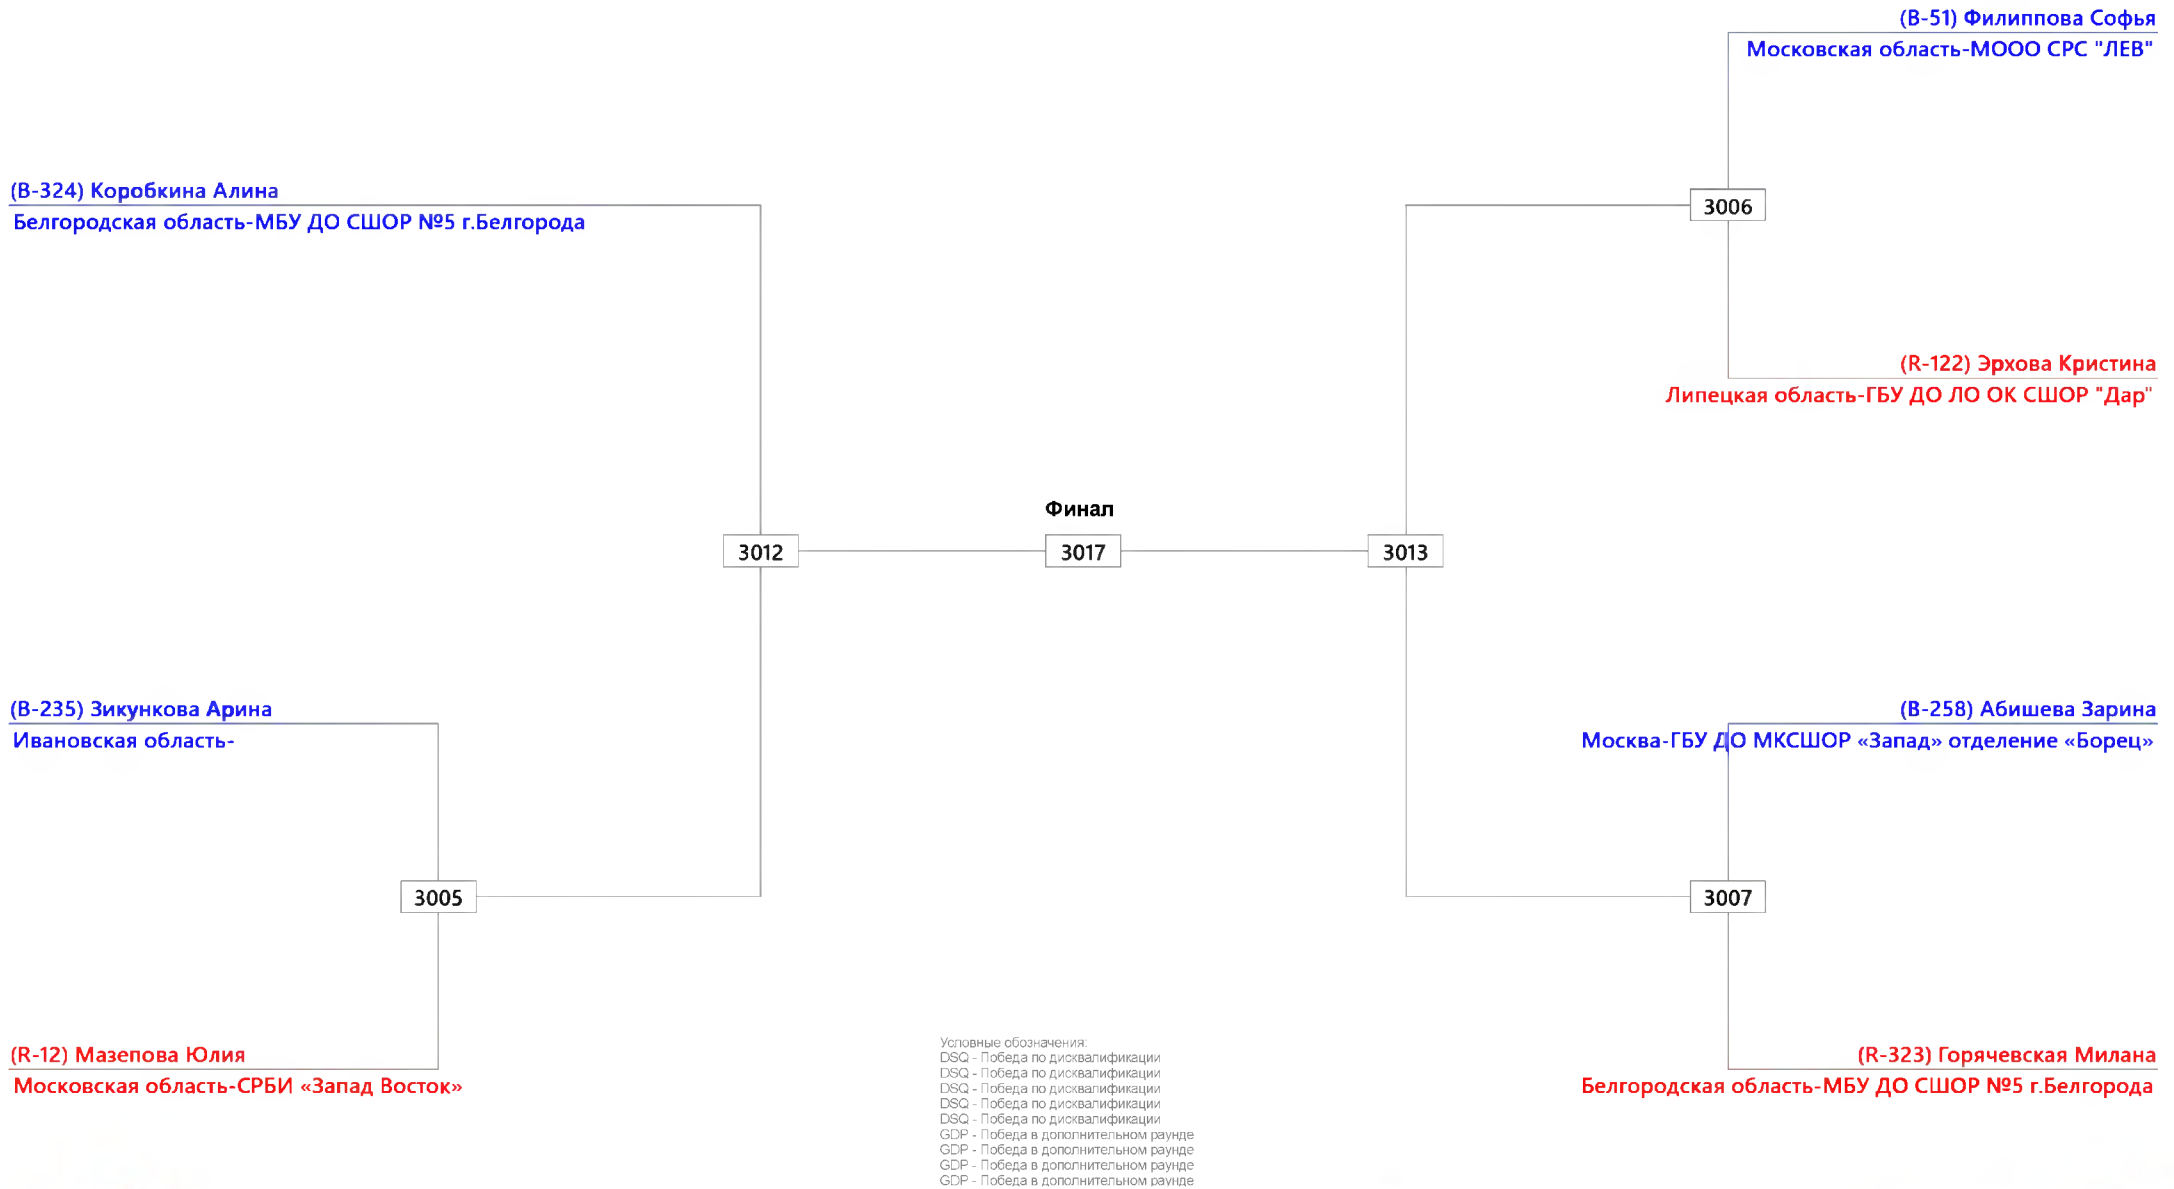 (B-51) Филиппова Софья
Московская область-МООО СРС "ЛЕВ"
(B-324) Коробкина Алина
Белгородская область-МБУ ДО СШОР №5 г.Белгорода
3006
(R-122) Эрхова Кристина
Липецкая область-ГБУ ДО ЛО ОК СШОР "Дар"
Финал
3012
3017
3013
(B-235) Зикункова Арина
Ивановская область-
(B-258) Абишева Зарина
Москва-ГБУ ДО МКСШОР «Запад» отделение «Борец»
3005
3007
(R-12) Мазепова Юлия
Московская область-СРБИ «Запад Восток»
(R-323) Горячевская Милана
Белгородская область-МБУ ДО СШОР №5 г.Белгорода
Условные обозначения:
DSQ - Победа по дисквалификации
DSQ - Победа по дисквалификации
DSQ - Победа по дисквалификации
DSQ - Победа по дисквалификации
DSQ - Победа по дисквалификации
GDP - Победа в дополнительном раунде
GDP - Победа в дополнительном раунде
GDP - Победа в дополнительном раунде
GDP - Победа в дополнительном раунде